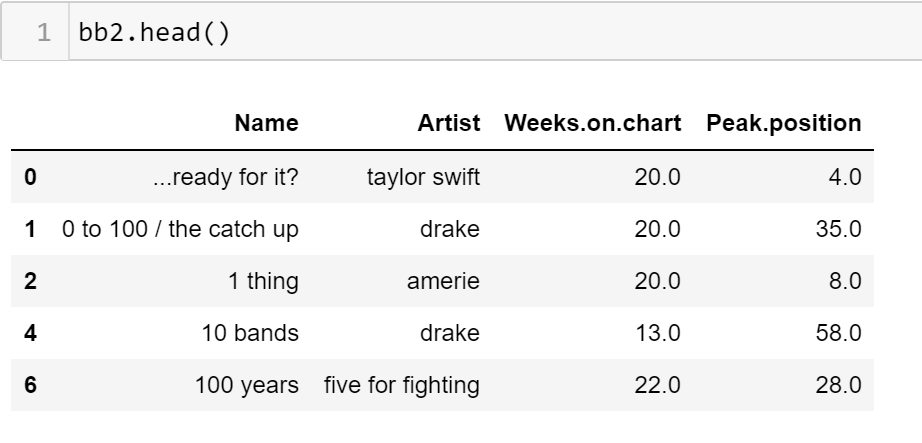 1 bb2.head()
Name Artist Weeks.on.chart Peak.position
0 ...ready for it? taylor swift 20.0 4.0
1 0 to 100 / the catch up drake 20.0 35.0
2 1 thing amerie 20.0 8.0
4 10 bands drake 13.0 58.0
6 100 years five for fighting 22.0 28.0